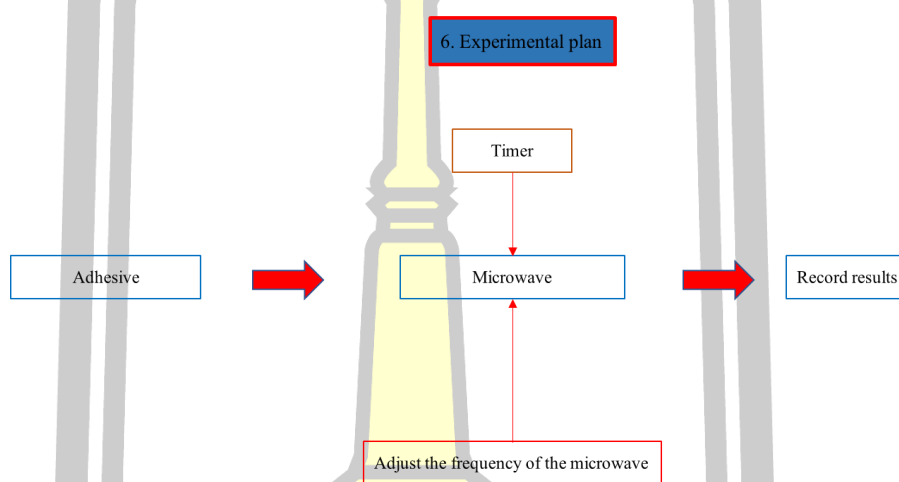 6. Experimental plan
Timer
Adhesive
Microwave
Record results
Adjust the frequency of the microwave